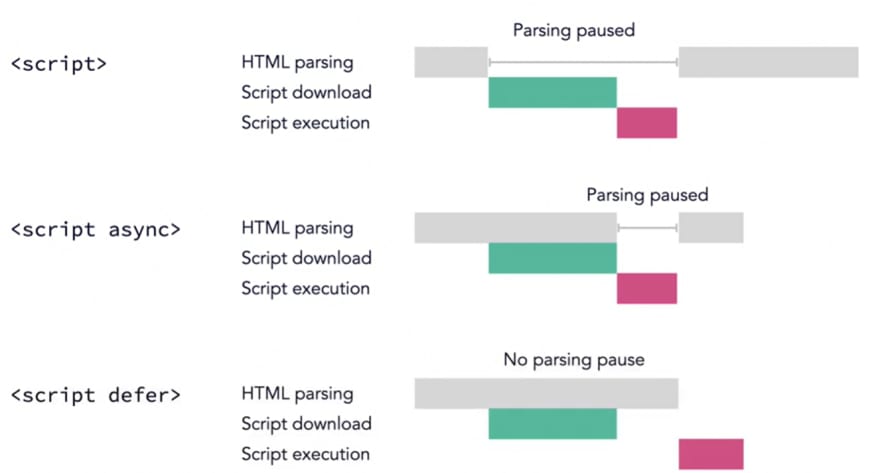 Parsing paused
<script> HTML parsing
Script download
Script execution
Parsing paused
<script async> HTML parsing
Script download
Script execution
No parsing pause
<script defer> HTML parsing
Script download
Script execution